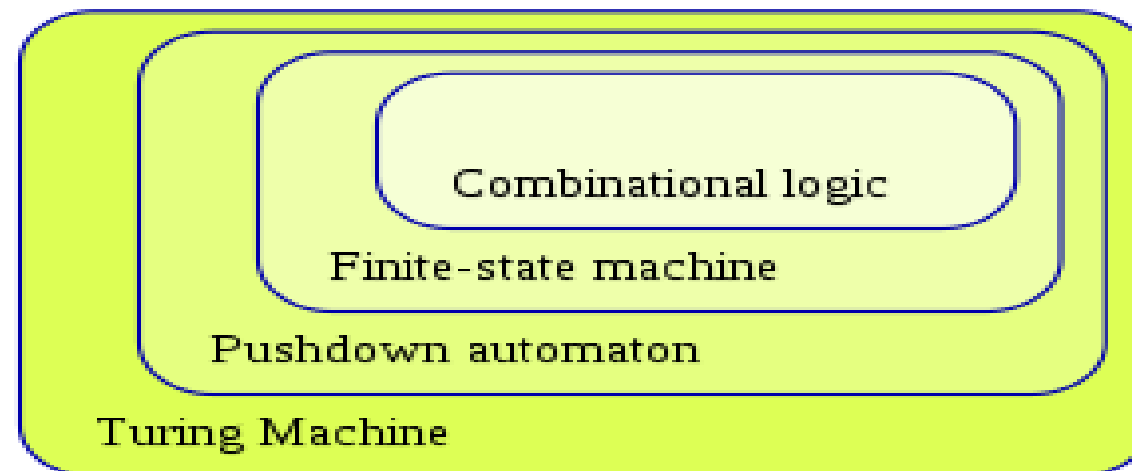 Combinational logic
Finite-state machine
Pushdown automaton
Turing Machine